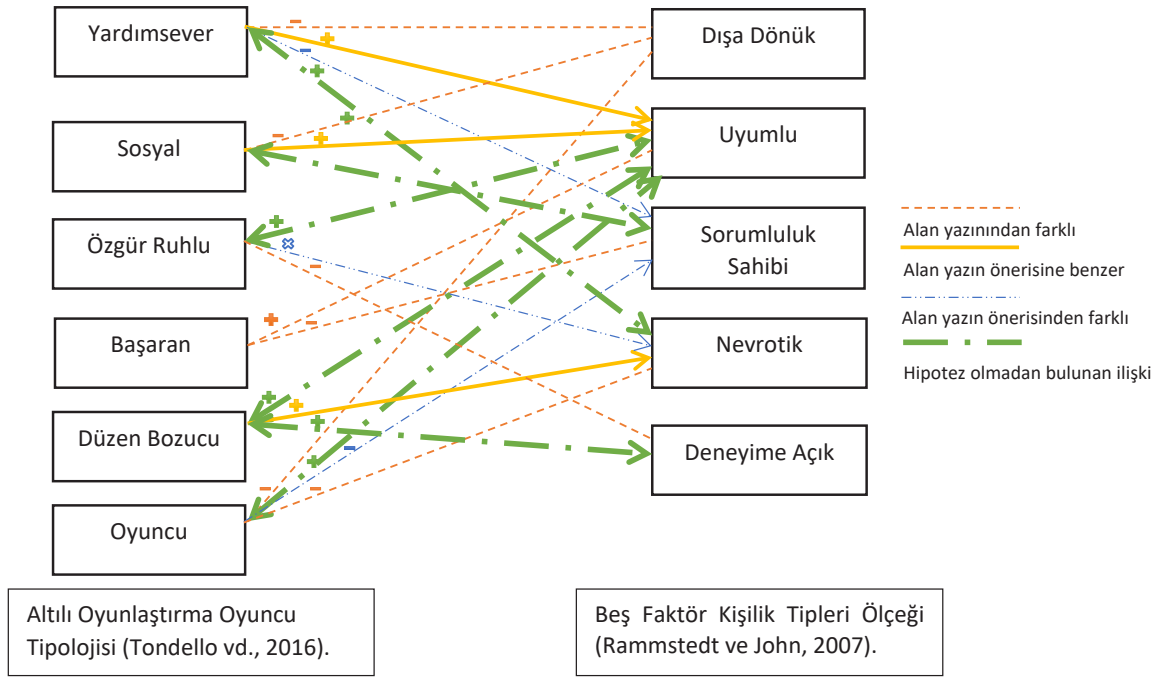 Yardımsever
Sosyal
Özgür Ruhlu
Başaran
Düzen Bozucu
Oyuncu
Dışa Dönük
Uyumlu
Sorumluluk
Sahibi
Nevrotik
Deneyime Açık
Alan yazınından farklı
Alan yazın önerisine benzer
Alan yazın önerisinden farklı
Hipotez olmadan bulunan ilişki
Altılı Oyunlaştırma Oyuncu
Tipolojisi (Tondello vd., 2016).
Beş Faktör Kişilik Tipleri Ölçeği
(Rammstedt ve John, 2007).